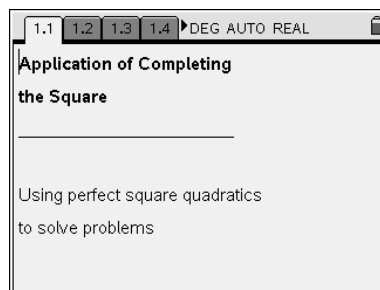 1.1 1.2 1.3 1.4 DEG AUTO REAL
Application of Completing
the Square
Using perfect square quadratics
to solve problems